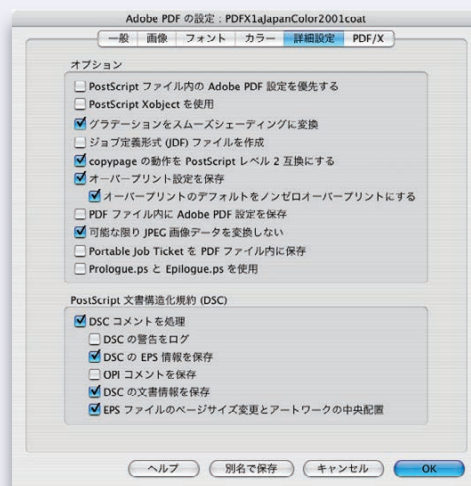 Adobe PDF の設定 : PDFX1aJapanColor2001coat
一般 画像 フォント カラー 詳細設定 PDF/X
オプション
PostScript ファイル内の Adobe PDF 設定を優先する
PostScript Xobject を使用
グラデーションをスムーズシェーディングに変換
ジョブ定義形式 (JDF) ファイルを作成
copypage の動作を PostScript レベル 2 互換にする
オーバープリント設定を保存
オーバープリントのデフォルトをノンゼロオーバープリントにする
PDF ファイル内に Adobe PDF 設定を保存
可能な限り JPEG 画像データを変換しない
Portable Job Ticket を PDF ファイル内に保存
Prologue.ps と Epilogue.ps を使用
PostScript 文書構造化規約 (DSC)
DSC コメントを処理
DSC の警告をログ
DSC の EPS 情報を保存
OPI コメントを保存
DSC の文書情報を保存
EPS ファイルのページサイズ変更とアートワークの中央配置
ヘルプ 別名で保存 キャンセル OK